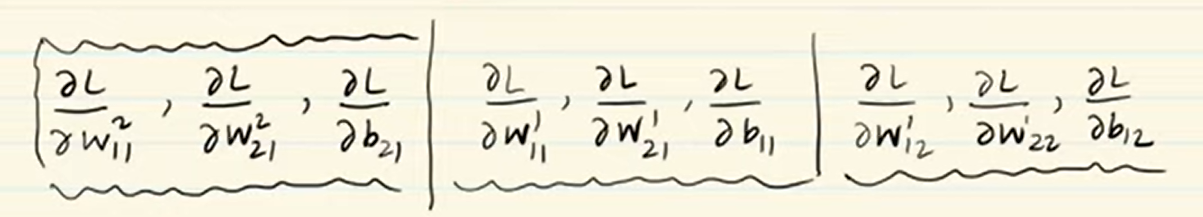 ∂L/∂W²₁₁ , ∂L/∂W²₂₁ , ∂L/∂b₂₁ | ∂L/∂W¹₁₁ , ∂L/∂W¹₂₁ , ∂L/∂b₁₁ | ∂L/∂W¹₁₂ , ∂L/∂W¹₂₂ , ∂L/∂b₁₂